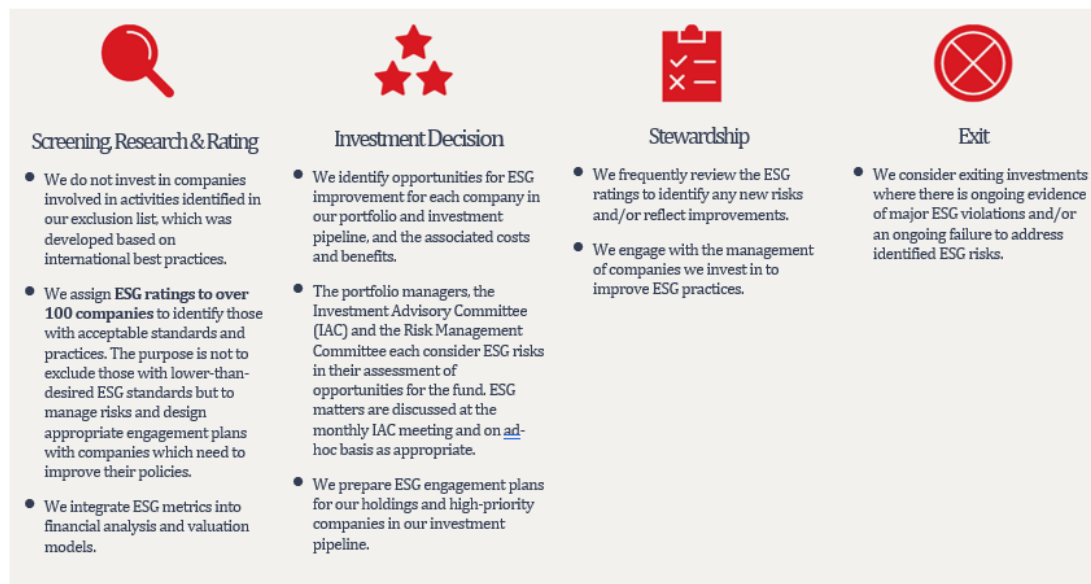 Screening, Research & Rating
• We do not invest in companies
involved in activities identified in
our exclusion list, which was
developed based on
international best practices.
• We assign ESG ratings to over
100 companies to identify those
with acceptable standards and
practices. The purpose is not to
exclude those with lower-than-
desired ESG standards but to
manage risks and design
appropriate engagement plans
with companies which need to
improve their policies.
• We integrate ESG metrics into
financial analysis and valuation
models.
Investment Decision
• We identify opportunities for ESG
improvement for each company in
our portfolio and investment
pipeline, and the associated costs
and benefits.
• The portfolio managers, the
Investment Advisory Committee
(IAC) and the Risk Management
Committee each consider ESG risks
in their assessment of
opportunities for the fund. ESG
matters are discussed at the
monthly IAC meeting and on ad-
hoc basis as appropriate.
• We prepare ESG engagement plans
for our holdings and high-priority
companies in our investment
pipeline.
Stewardship
• We frequently review the ESG
ratings to identify any new risks
and/or reflect improvements.
• We engage with the management
of companies we invest in to
improve ESG practices.
Exit
• We consider exiting investments
where there is ongoing evidence
of major ESG violations and/or
an ongoing failure to address
identified ESG risks.